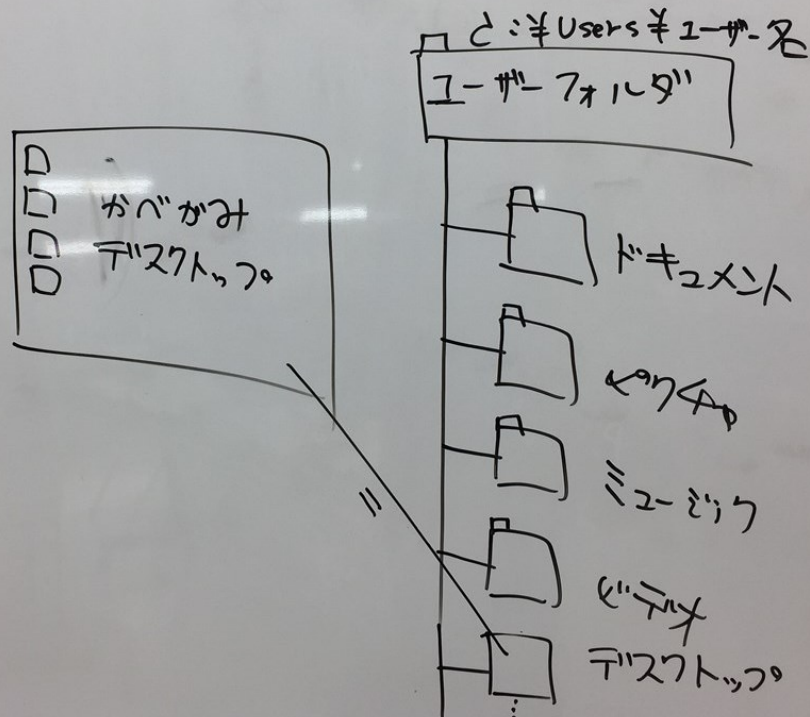 C:¥Users¥ユーザー名
ユーザーフォルダ
かべがみ
デスクトップ
ドキュメント
ピクチャ
ミュージック
ビデオ
デスクトップ